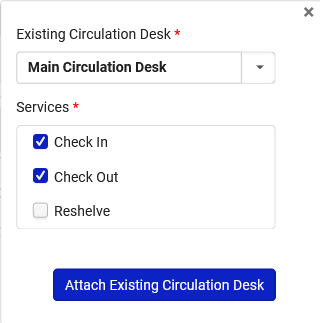 Existing Circulation Desk *
Main Circulation Desk
Services *
Check In
Check Out
Reshelve
Attach Existing Circulation Desk